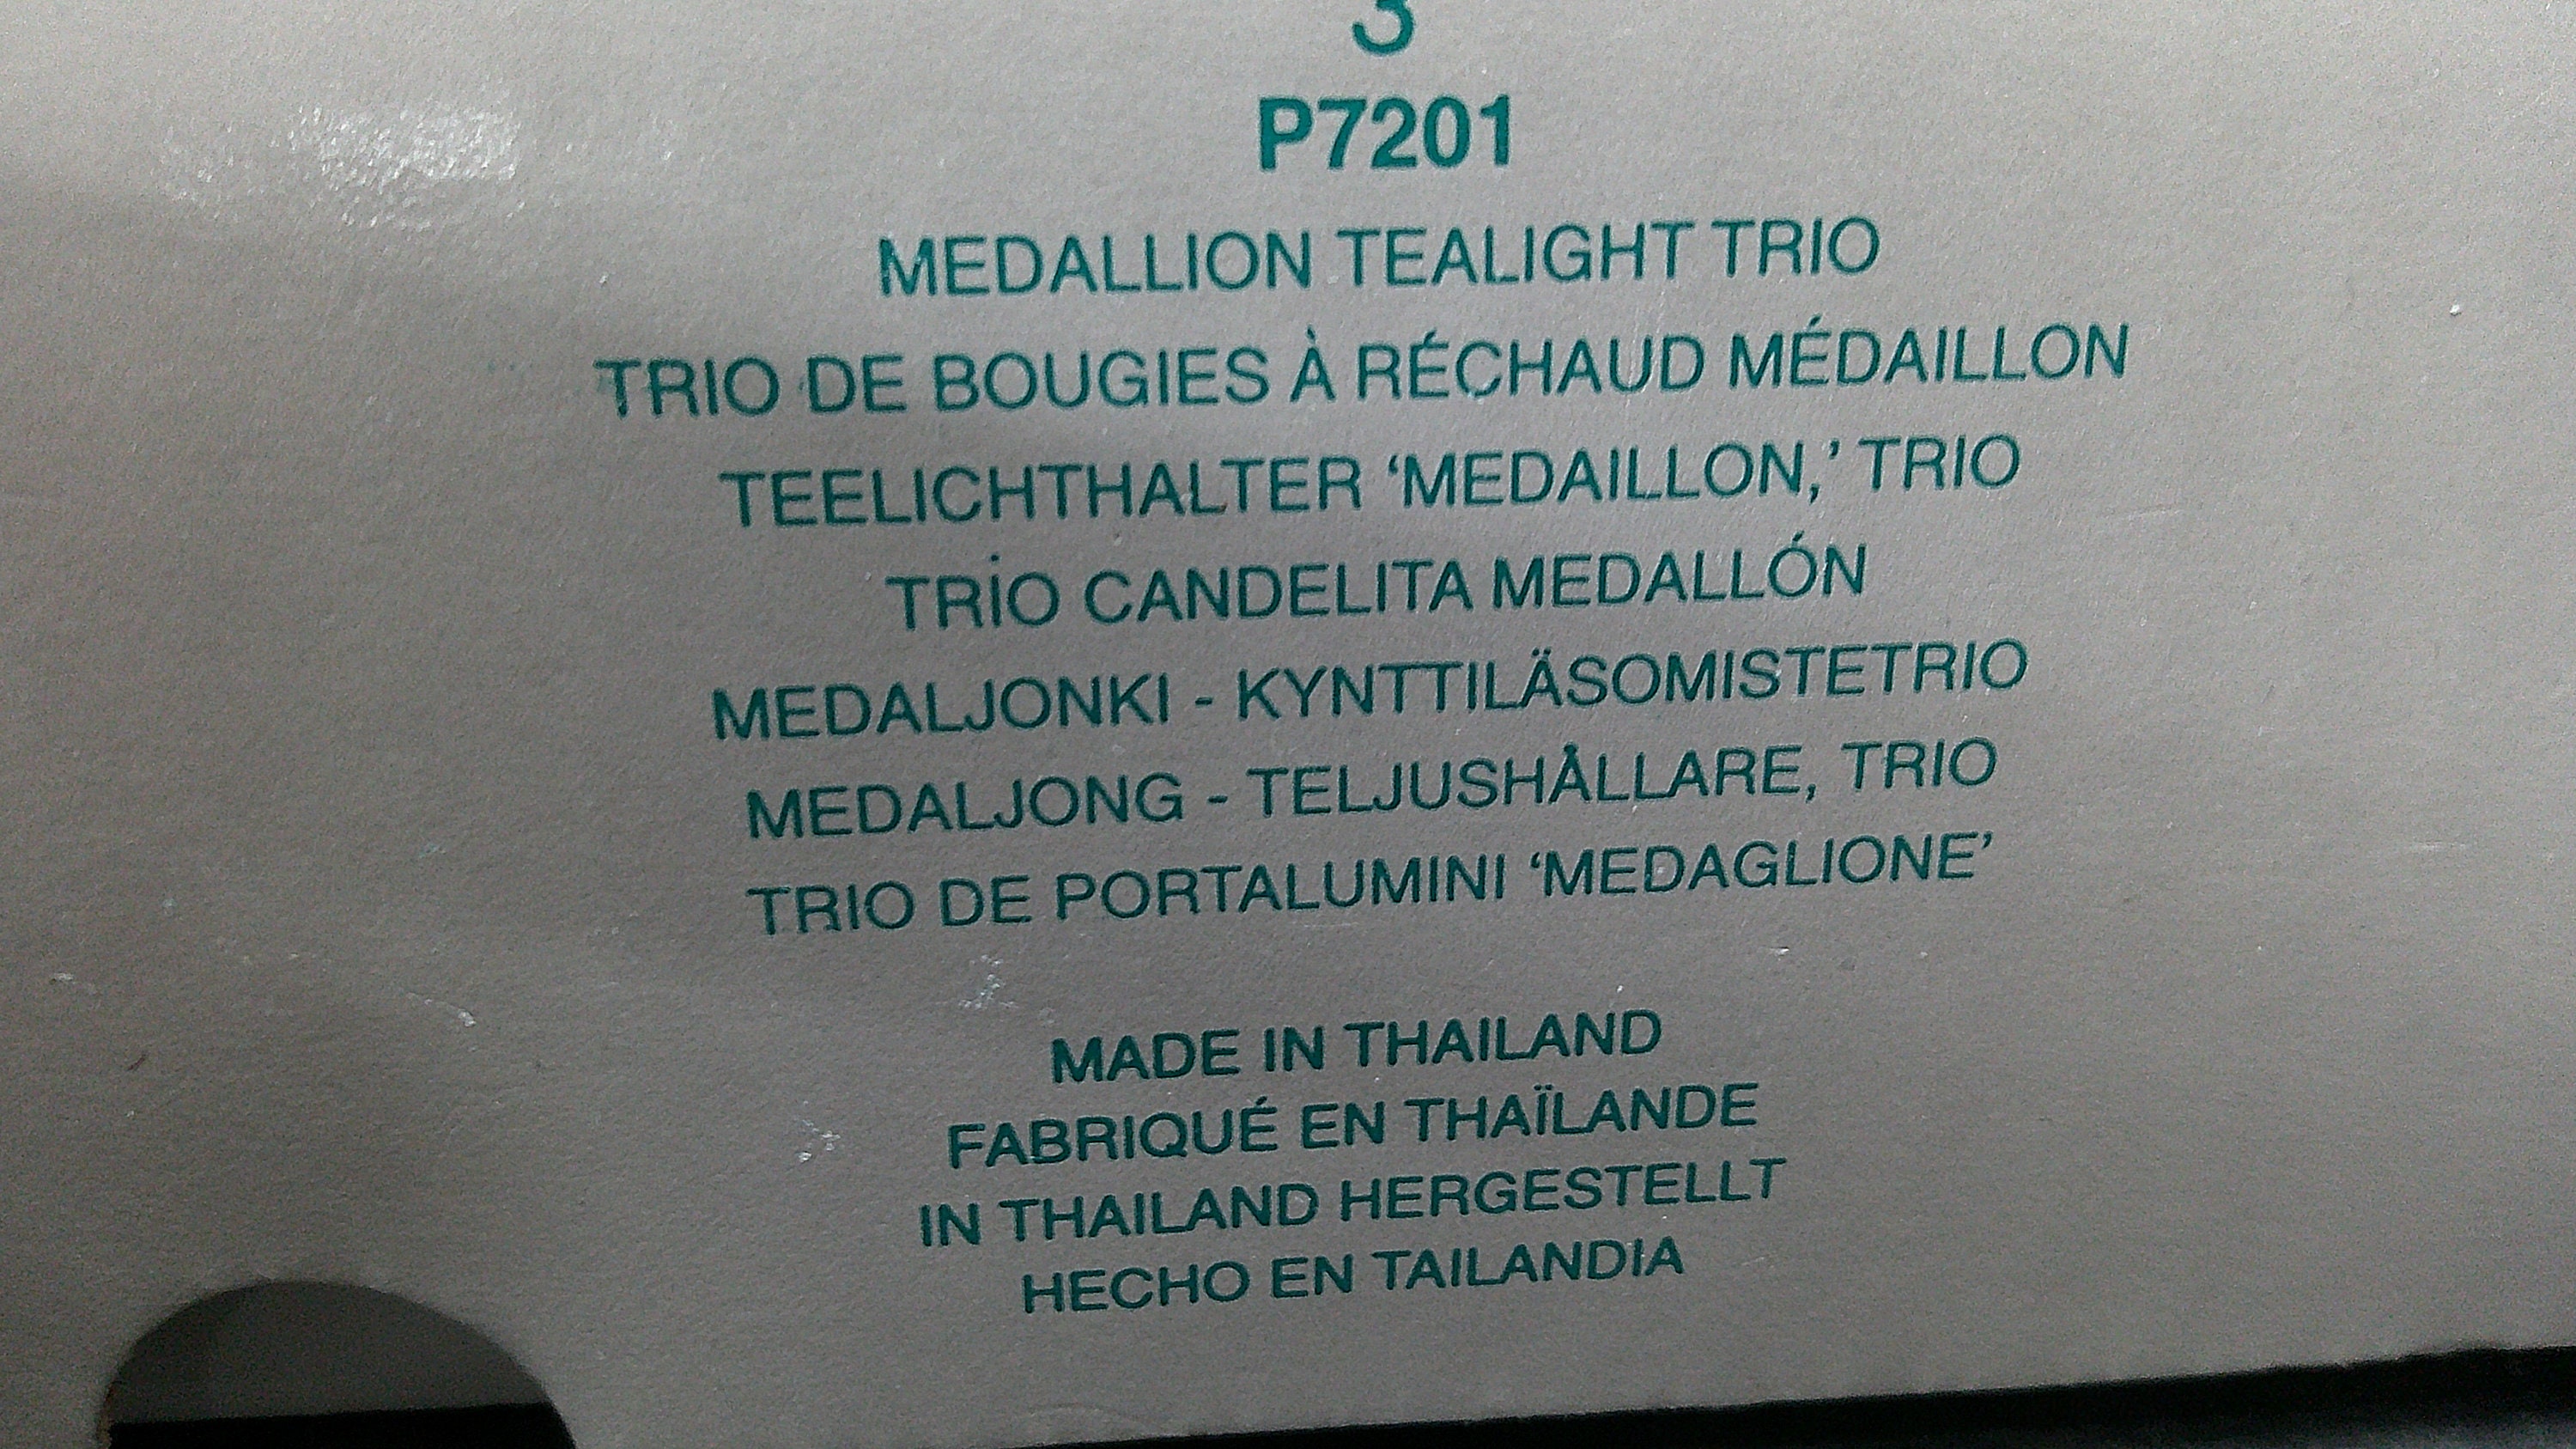 3
P7201
MEDALLION TEALIGHT TRIO
TRIO DE BOUGIES À RÉCHAUD MÉDAILLON
TEELICHTHALTER ‘MEDAILLON,’ TRIO
TRİO CANDELITA MEDALLÓN
MEDALJONKI - KYNTTILÄSOMISTETRIO
MEDALJONG - TELJUSHÅLLARE, TRIO
TRIO DE PORTALUMINI ‘MEDAGLIONE’
MADE IN THAILAND
FABRIQUÉ EN THAÏLANDE
IN THAILAND HERGESTELLT
HECHO EN TAILANDIA